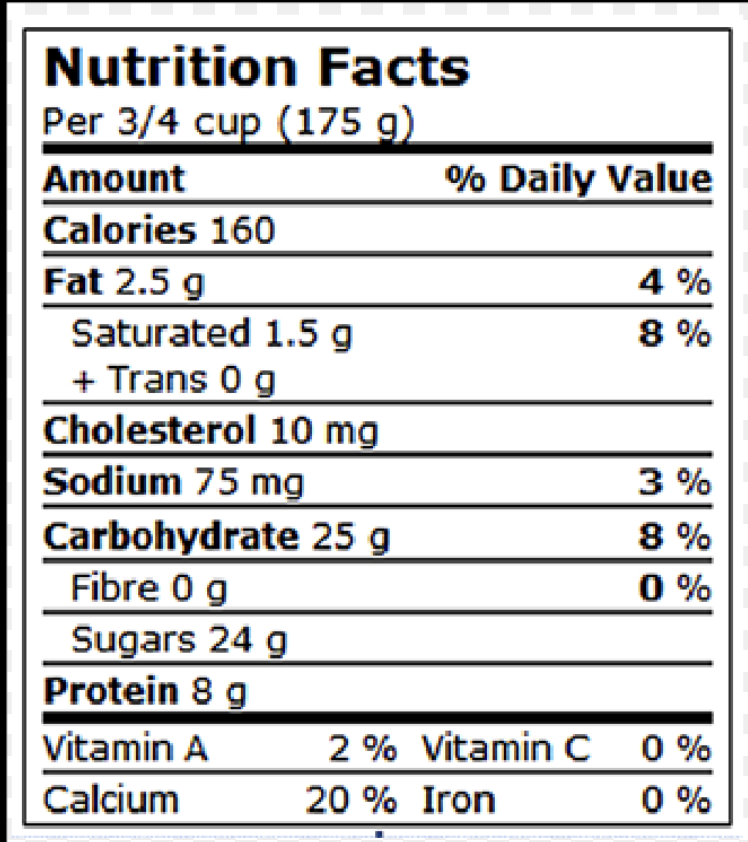 Nutrition Facts
Per 3/4 cup (175 g)
Amount % Daily Value
Calories 160
Fat 2.5 g 4 %
Saturated 1.5 g 8 %
+ Trans 0 g
Cholesterol 10 mg
Sodium 75 mg 3 %
Carbohydrate 25 g 8 %
Fibre 0 g 0 %
Sugars 24 g
Protein 8 g
Vitamin A 2 % Vitamin C 0 %
Calcium 20 % Iron 0 %